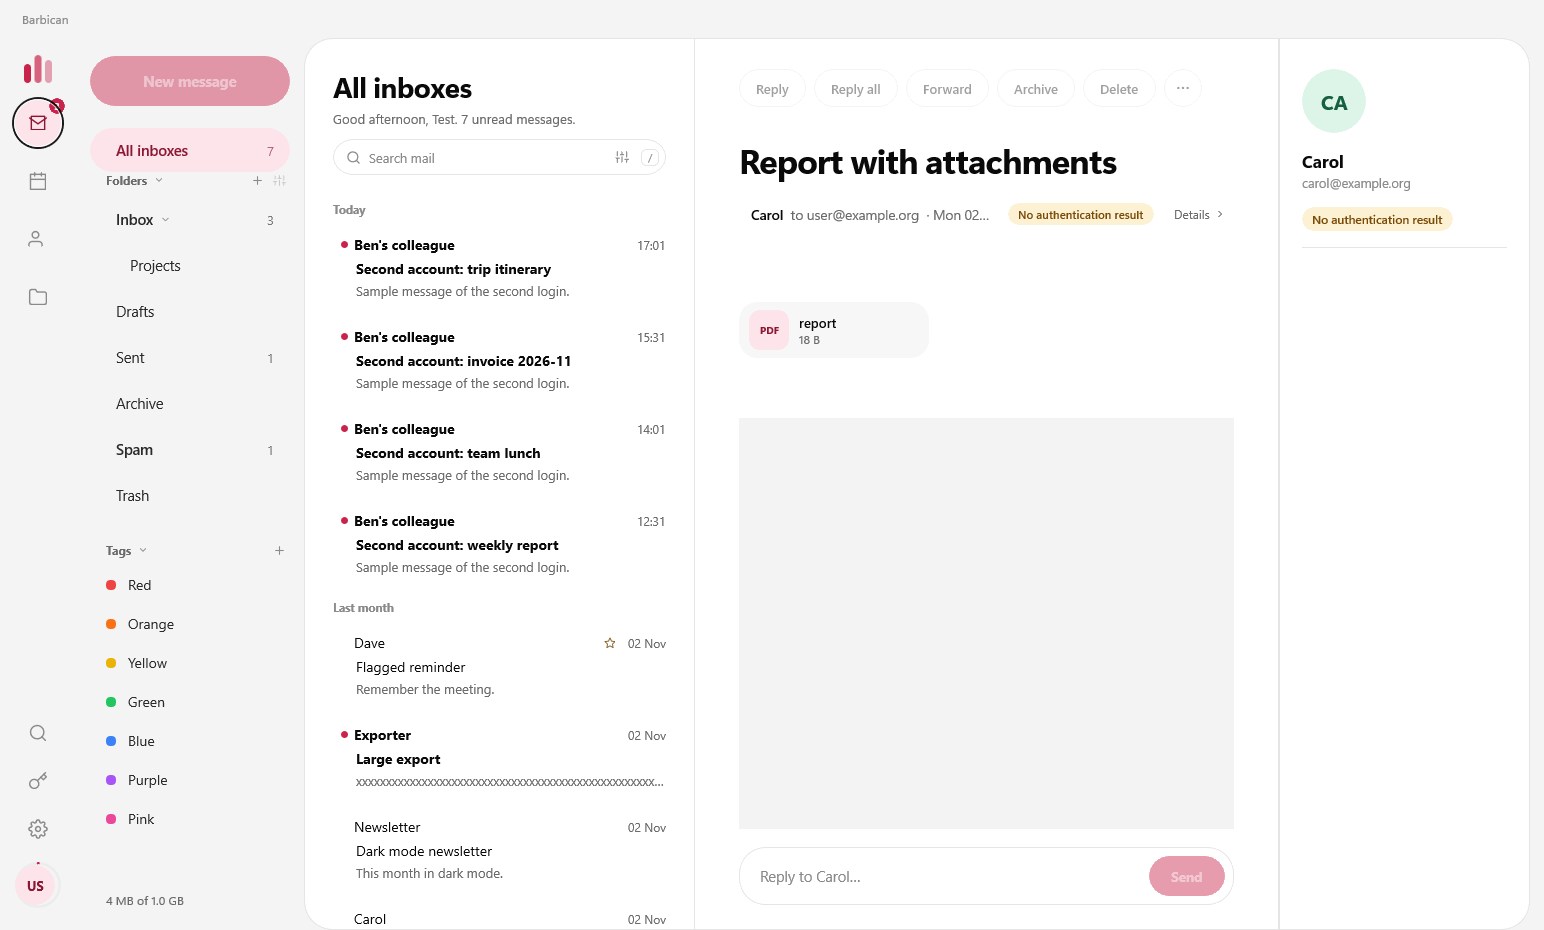 Barbican
New message
All inboxes 7
Folders
Inbox 3
Projects
Drafts
Sent 1
Archive
Spam 1
Trash
Tags
Red
Orange
Yellow
Green
Blue
Purple
Pink
US
4 MB of 1.0 GB
All inboxes
Good afternoon, Test. 7 unread messages.
Search mail /
Today
Ben's colleague 17:01
Second account: trip itinerary
Sample message of the second login.
Ben's colleague 15:31
Second account: invoice 2026-11
Sample message of the second login.
Ben's colleague 14:01
Second account: team lunch
Sample message of the second login.
Ben's colleague 12:31
Second account: weekly report
Sample message of the second login.
Last month
Dave 02 Nov
Flagged reminder
Remember the meeting.
Exporter 02 Nov
Large export
Newsletter 02 Nov
Dark mode newsletter
This month in dark mode.
Carol 02 Nov
Reply Reply all Forward Archive Delete ···
Report with attachments
Carol to user@example.org · Mon 02... No authentication result Details
PDF report
18 B
Reply to Carol... Send
CA
Carol
carol@example.org
No authentication result